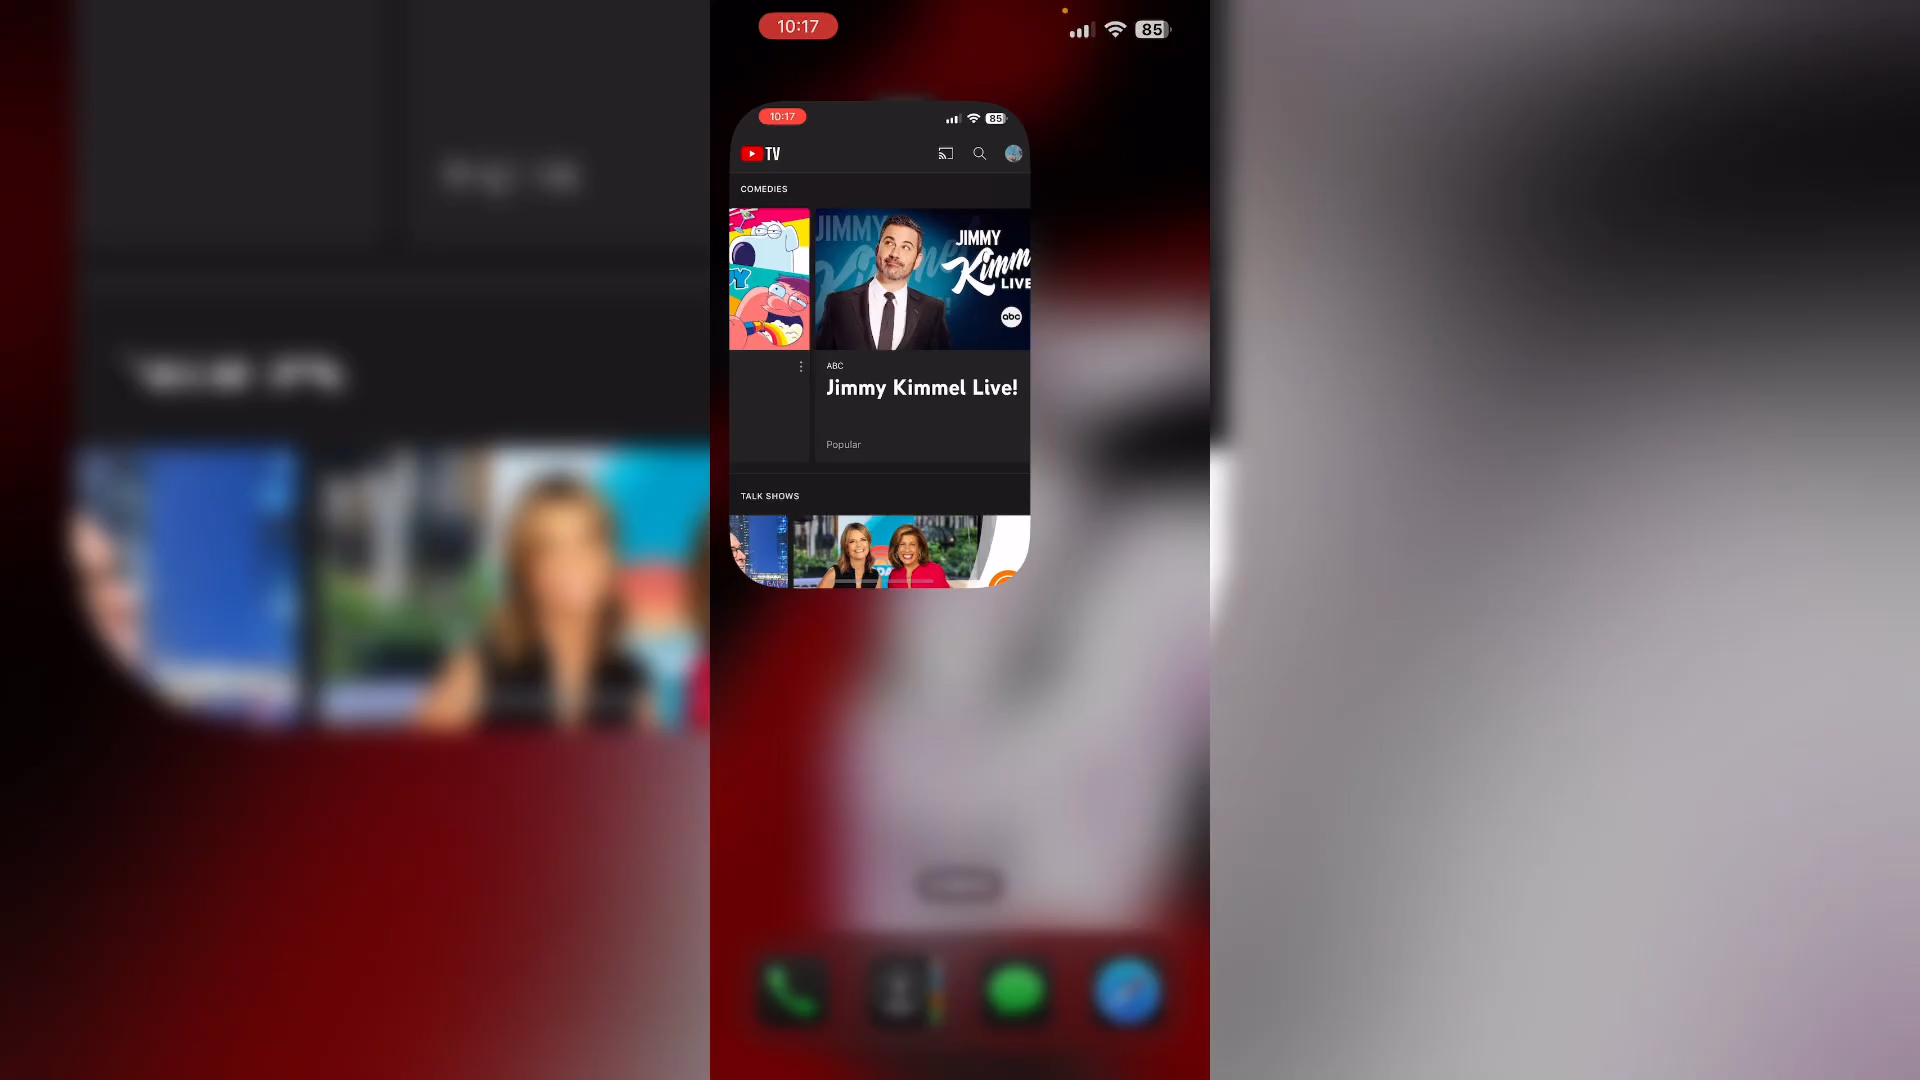 10:17
85
10:17
85
TV
COMEDIES
JIMMY
JIMMY
Kimm
LIVE
abc
ABC
Jimmy Kimmel Live!
Popular
TALK SHOWS